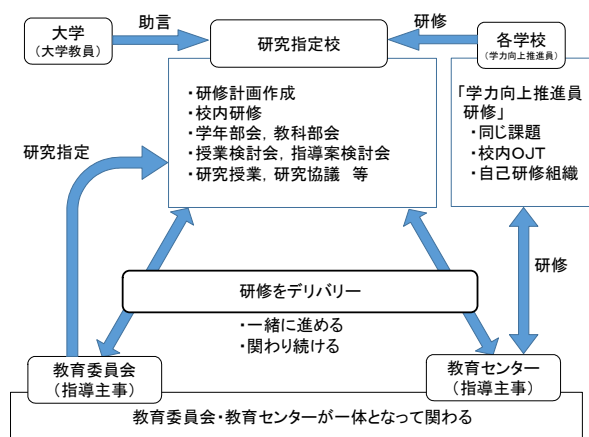 大学
（大学教員）
助言
研究指定校
研修
各学校
（学力向上推進員）
・研修計画作成
・校内研修
・学年部会，教科部会
・授業検討会，指導案検討会
・研究授業，研究協議　等
「学力向上推進員
研修」
・同じ課題
・校内ＯＪＴ
・自己研修組織
研究指定
研修
研修をデリバリー
・一緒に進める
・関わり続ける
教育委員会
（指導主事）
教育センター
（指導主事）
教育委員会・教育センターが一体となって関わる